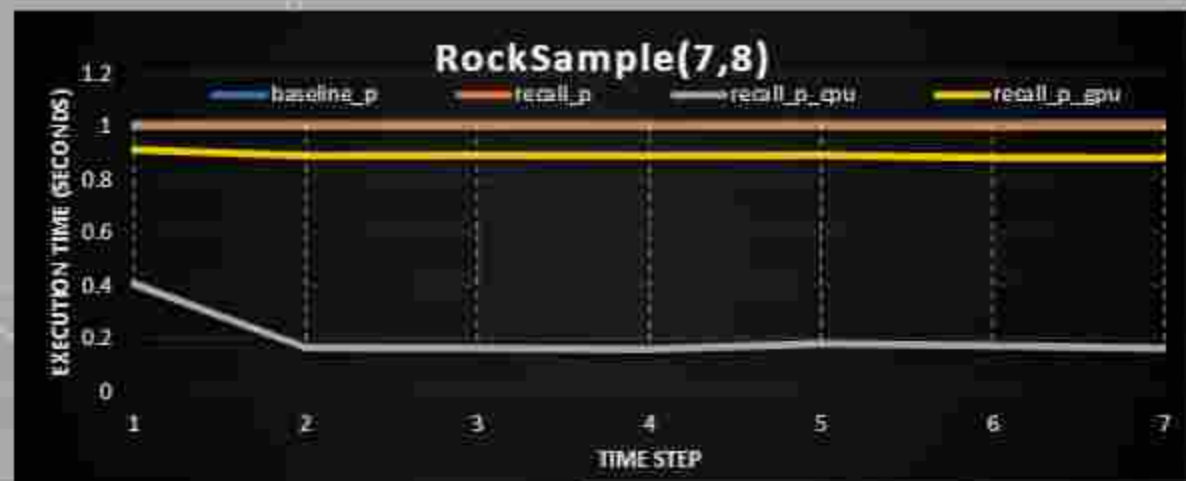 RockSample(7,8)
baseline_p recall_p recall_p_cpu recall_p_gpu
EXECUTION TIME (SECONDS)
1.2
1
0.8
0.6
0.4
0.2
0
1 2 3 4 5 6 7
TIME STEP